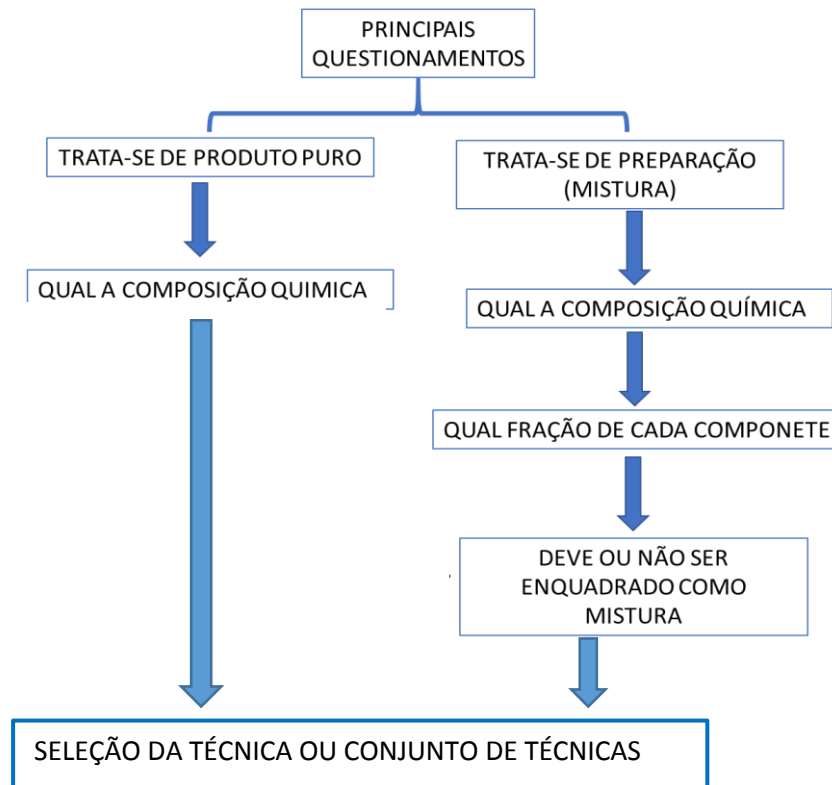 PRINCIPAIS
QUESTIONAMENTOS
TRATA-SE DE PRODUTO PURO
TRATA-SE DE PREPARAÇÃO
(MISTURA)
QUAL A COMPOSIÇÃO QUIMICA
QUAL A COMPOSIÇÃO QUÍMICA
QUAL FRAÇÃO DE CADA COMPONETE
DEVE OU NÃO SER
ENQUADRADO COMO
MISTURA
SELEÇÃO DA TÉCNICA OU CONJUNTO DE TÉCNICAS